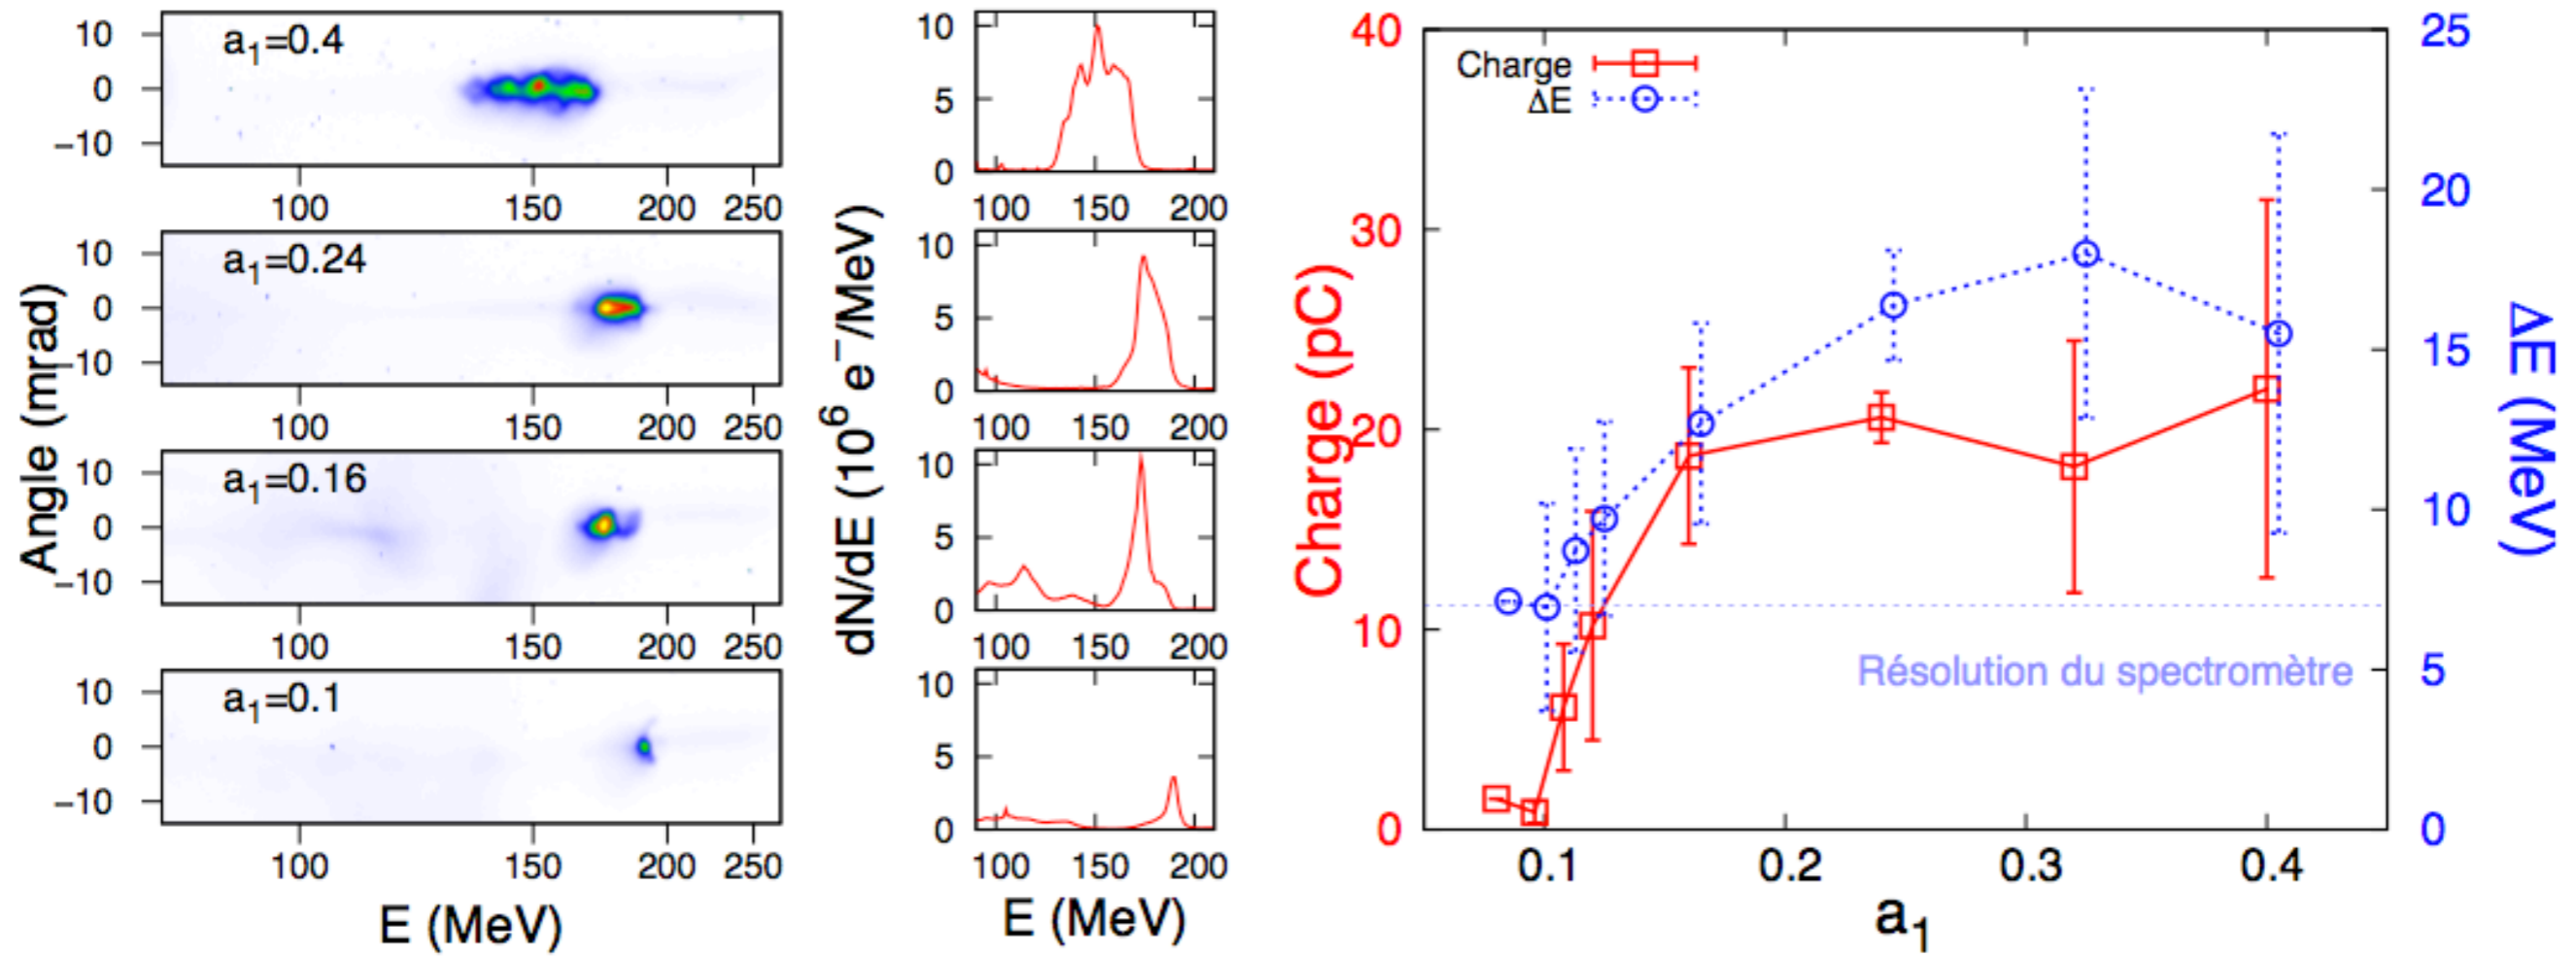 Angle (mrad)
a1=0.4
10
0
−10
100 150 200 250
a1=0.24
10
0
−10
100 150 200 250
a1=0.16
10
0
−10
100 150 200 250
a1=0.1
10
0
−10
100 150 200 250
E (MeV)
dN/dE (10^6 e^−/MeV)
10
5
0
100 150 200
10
5
0
100 150 200
10
5
0
100 150 200
10
5
0
100 150 200
E (MeV)
Charge (pC)
40
30
20
10
0
Charge
ΔE
Résolution du spectromètre
0.1 0.2 0.3 0.4
a1
25
20
15
10
5
0
ΔE (MeV)